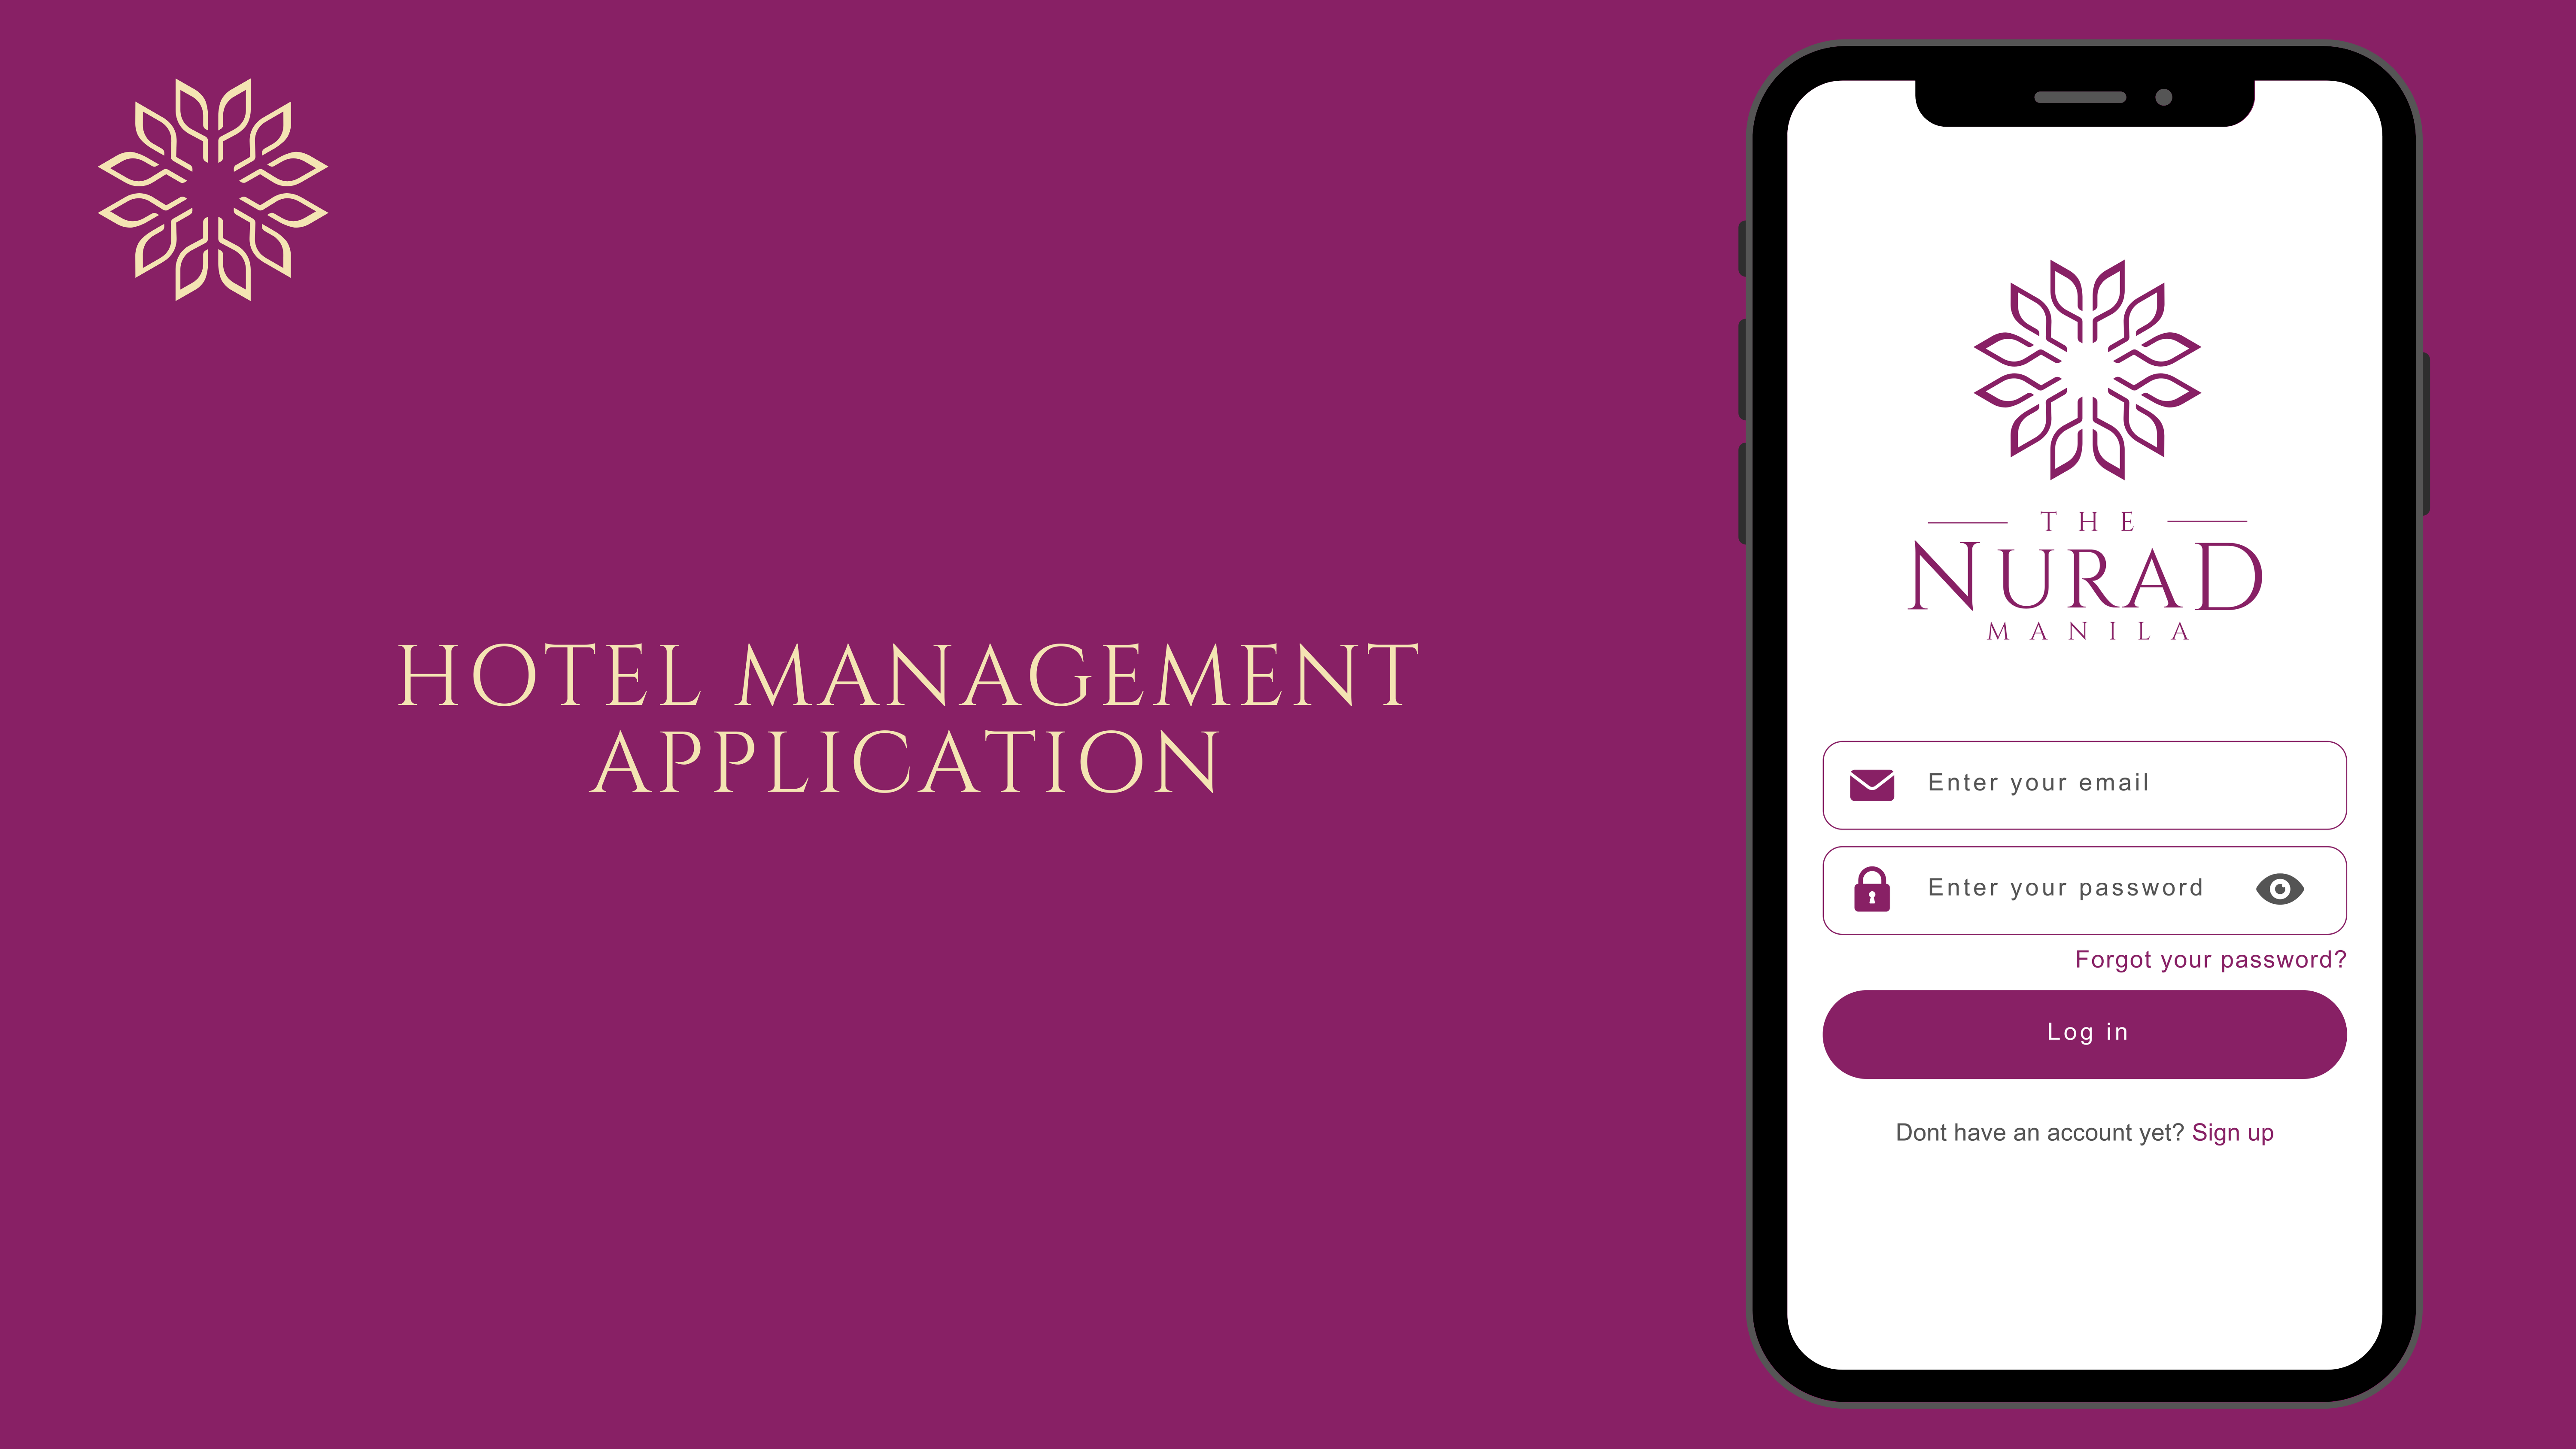 HOTEL MANAGEMENT
APPLICATION
THE
NURAD
MANILA
Enter your email
Enter your password
Forgot your password?
Log in
Dont have an account yet? Sign up